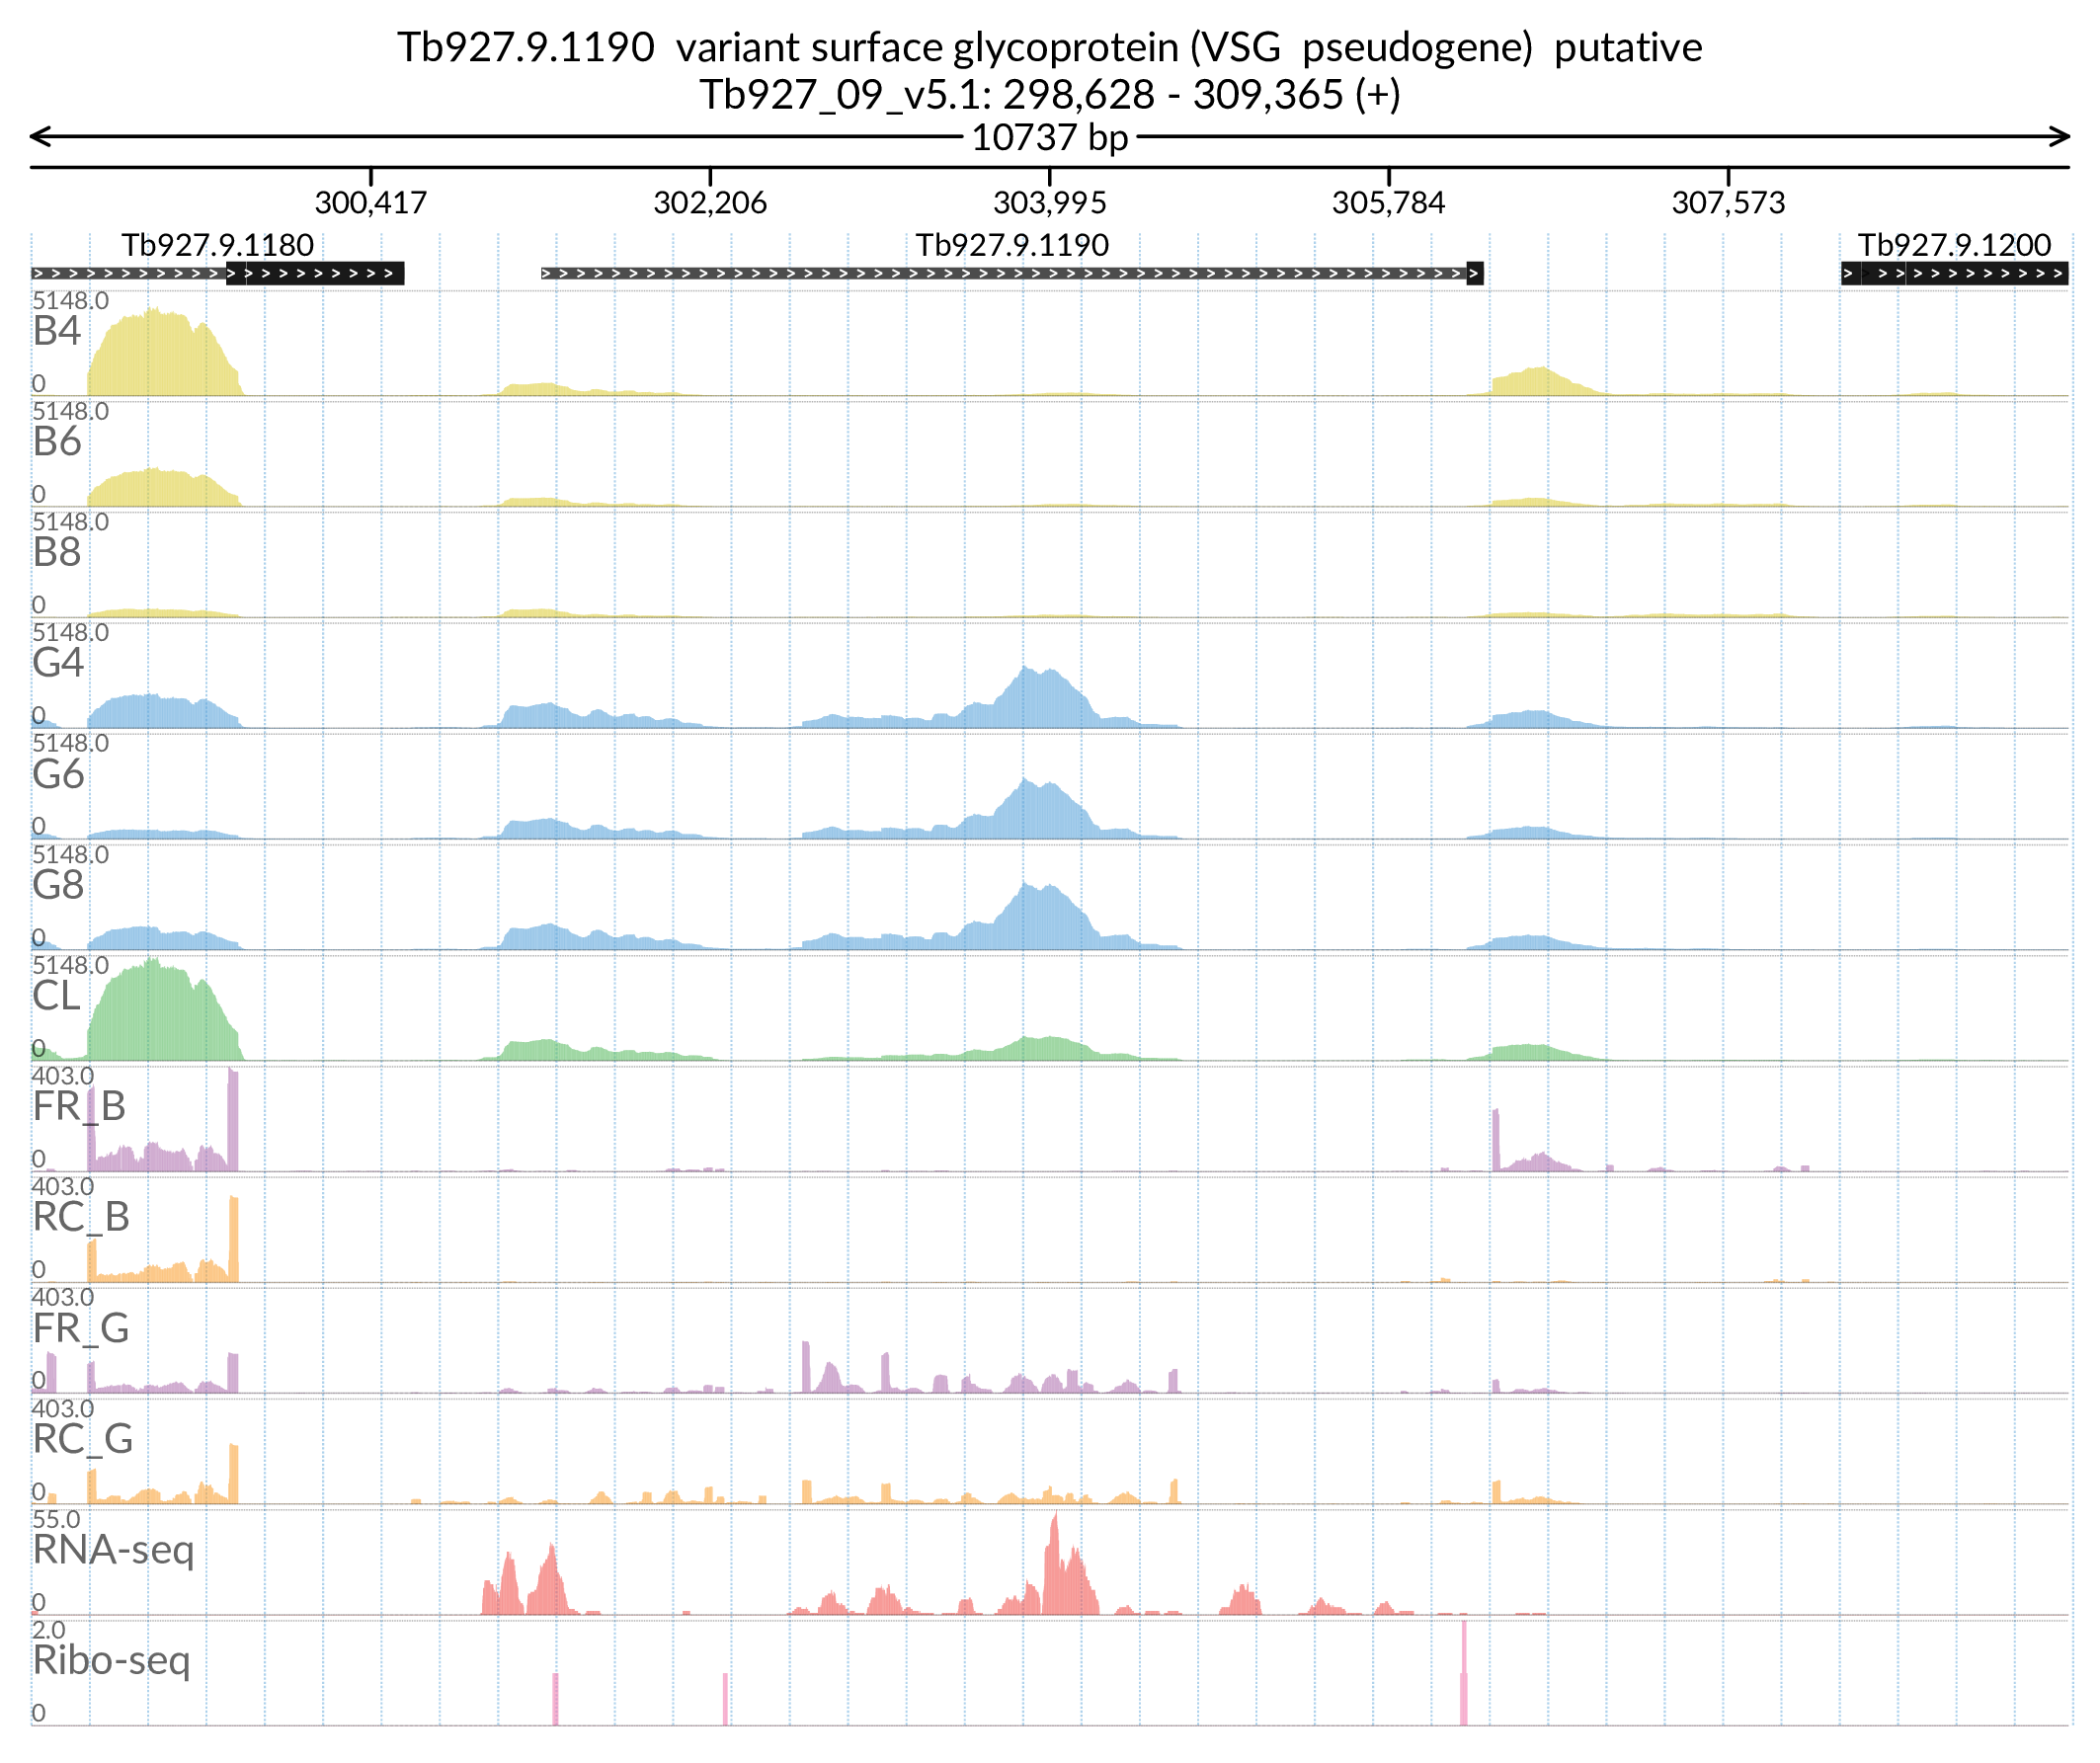 Tb927.9.1190 variant surface glycoprotein (VSG pseudogene) putative
Tb927_09_v5.1: 298,628 - 309,365 (+)
10737 bp
300,417 302,206 303,995 305,784 307,573
Tb927.9.1180 Tb927.9.1190 Tb927.9.1200
5148.0
B4
0
5148.0
B6
0
5148.0
B8
0
5148.0
G4
0
5148.0
G6
0
5148.0
G8
0
5148.0
CL
0
403.0
FR_B
0
403.0
RC_B
0
403.0
FR_G
0
403.0
RC_G
0
55.0
RNA-seq
0
2.0
Ribo-seq
0